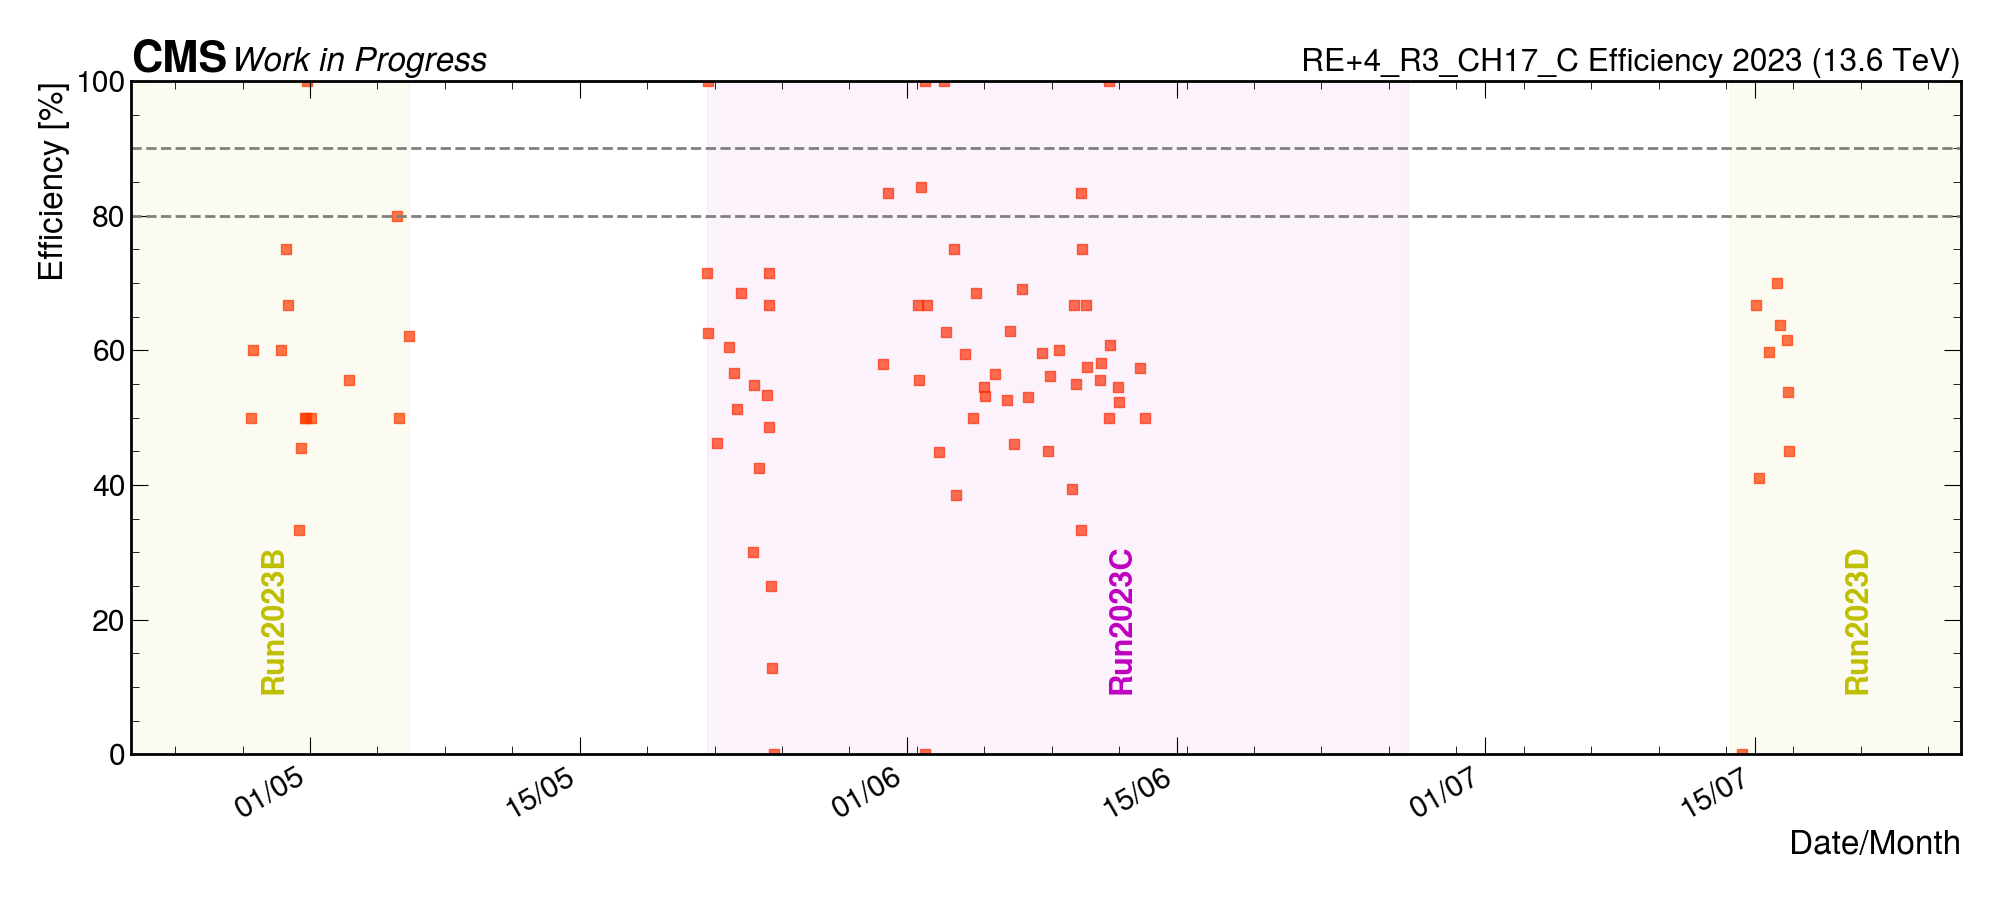 CMS Work in Progress
RE+4_R3_CH17_C Efficiency 2023 (13.6 TeV)
Efficiency [%]
100
80
60
40
20
0
Run2023B
Run2023C
Run2023D
01/05
15/05
01/06
15/06
01/07
15/07
Date/Month